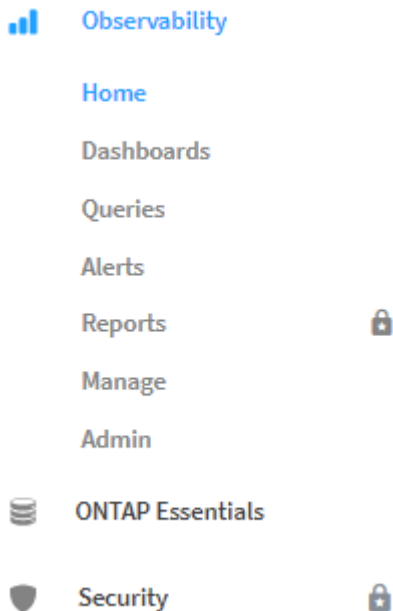 Observability
Home
Dashboards
Queries
Alerts
Reports
Manage
Admin
ONTAP Essentials
Security